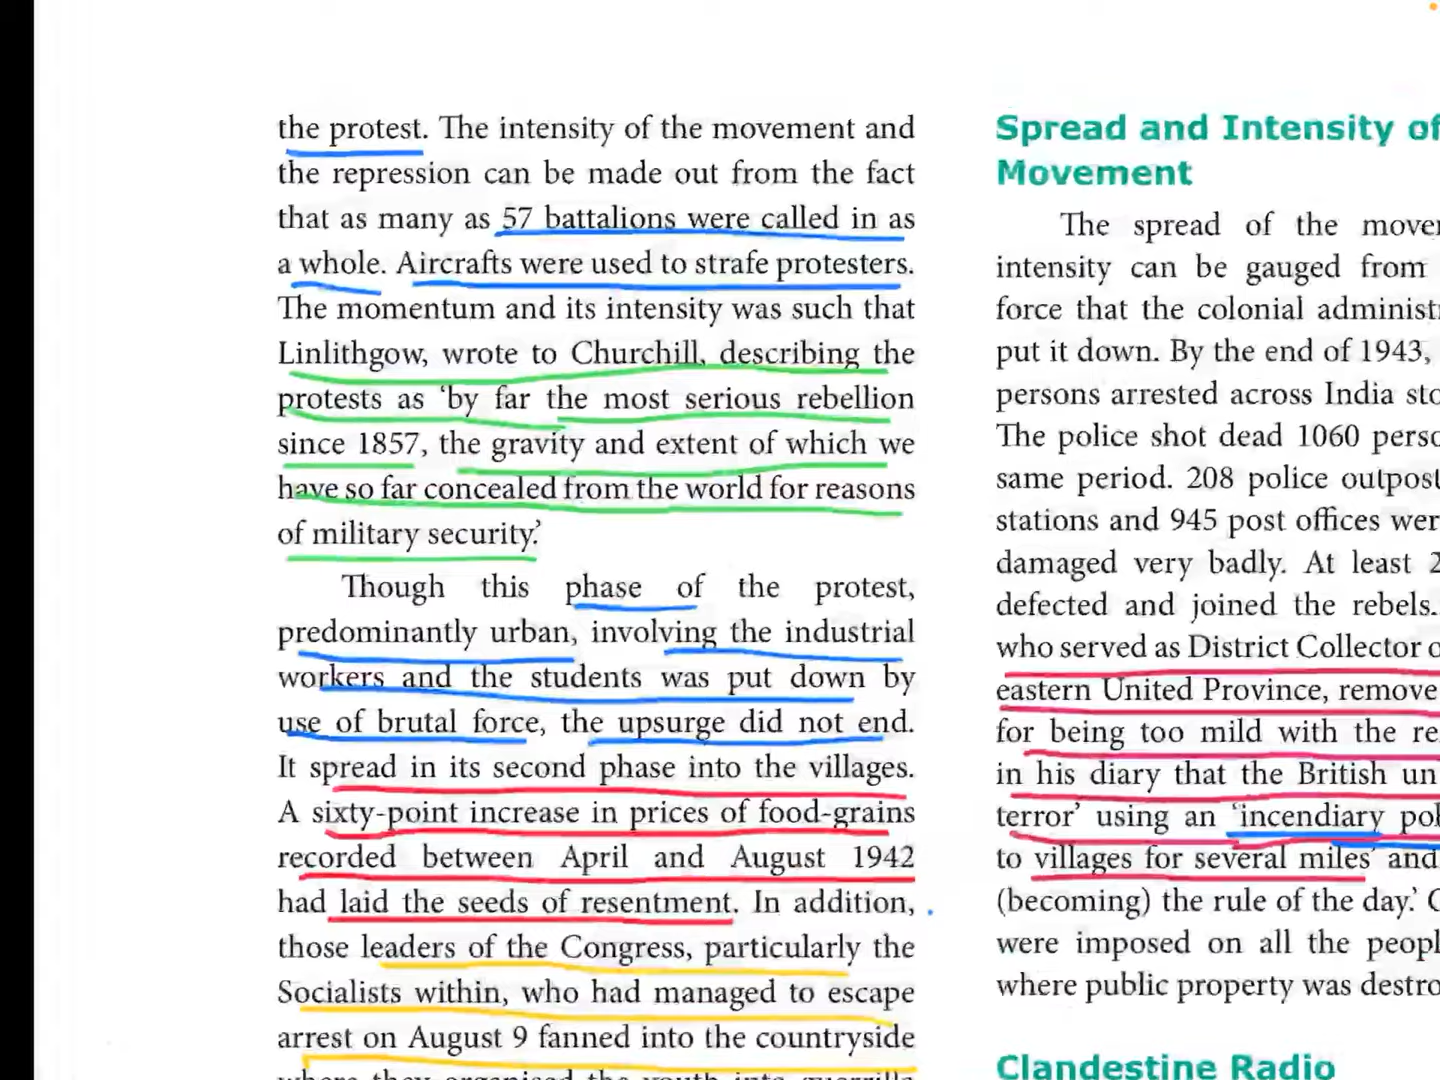 the protest. The intensity of the movement and
the repression can be made out from the fact
that as many as 57 battalions were called in as
a whole. Aircrafts were used to strafe protesters.
The momentum and its intensity was such that
Linlithgow, wrote to Churchill, describing the
protests as ‘by far the most serious rebellion
since 1857, the gravity and extent of which we
have so far concealed from the world for reasons
of military security.’
Though this phase of the protest,
predominantly urban, involving the industrial
workers and the students was put down by
use of brutal force, the upsurge did not end.
It spread in its second phase into the villages.
A sixty-point increase in prices of food-grains
recorded between April and August 1942
had laid the seeds of resentment. In addition,
those leaders of the Congress, particularly the
Socialists within, who had managed to escape
arrest on August 9 fanned into the countryside
where they organised the youth into guerrilla
Spread and Intensity of
Movement
The spread of the
intensity can be gauged from
force that the colonial
put it down. By the end of 1943,
persons arrested across India
The police shot dead 1060
same period. 208 police
stations and 945 post offices
damaged very badly. At least
defected and joined the rebels.
who served as District Collector
eastern United Province,
for being too mild with the
in his diary that the British
terror’ using an ‘incendiary
to villages for several miles’ and
(becoming) the rule of the day.’
were imposed on all the
where public property was
Clandestine Radio